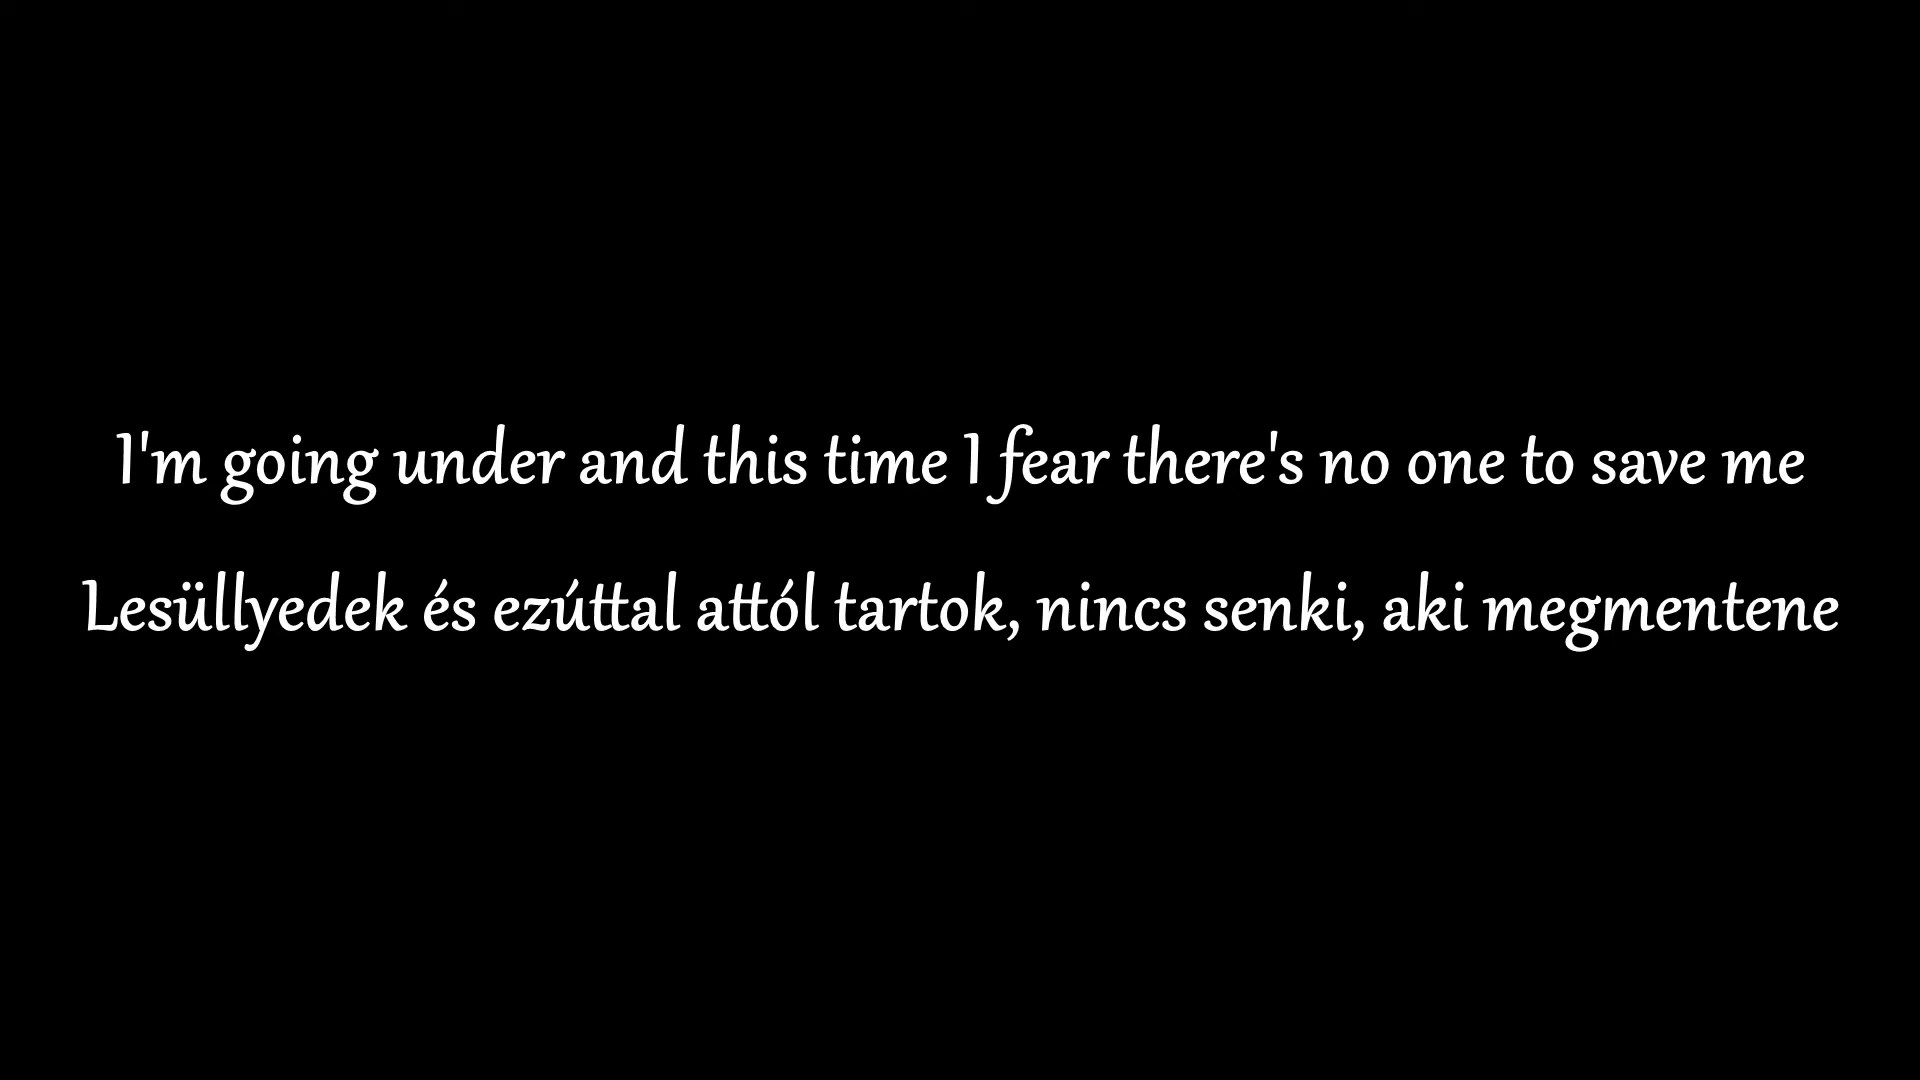 I'm going under and this time I fear there's no one to save me
Lesüllyedek és ezúttal attól tartok, nincs senki, aki megmentene